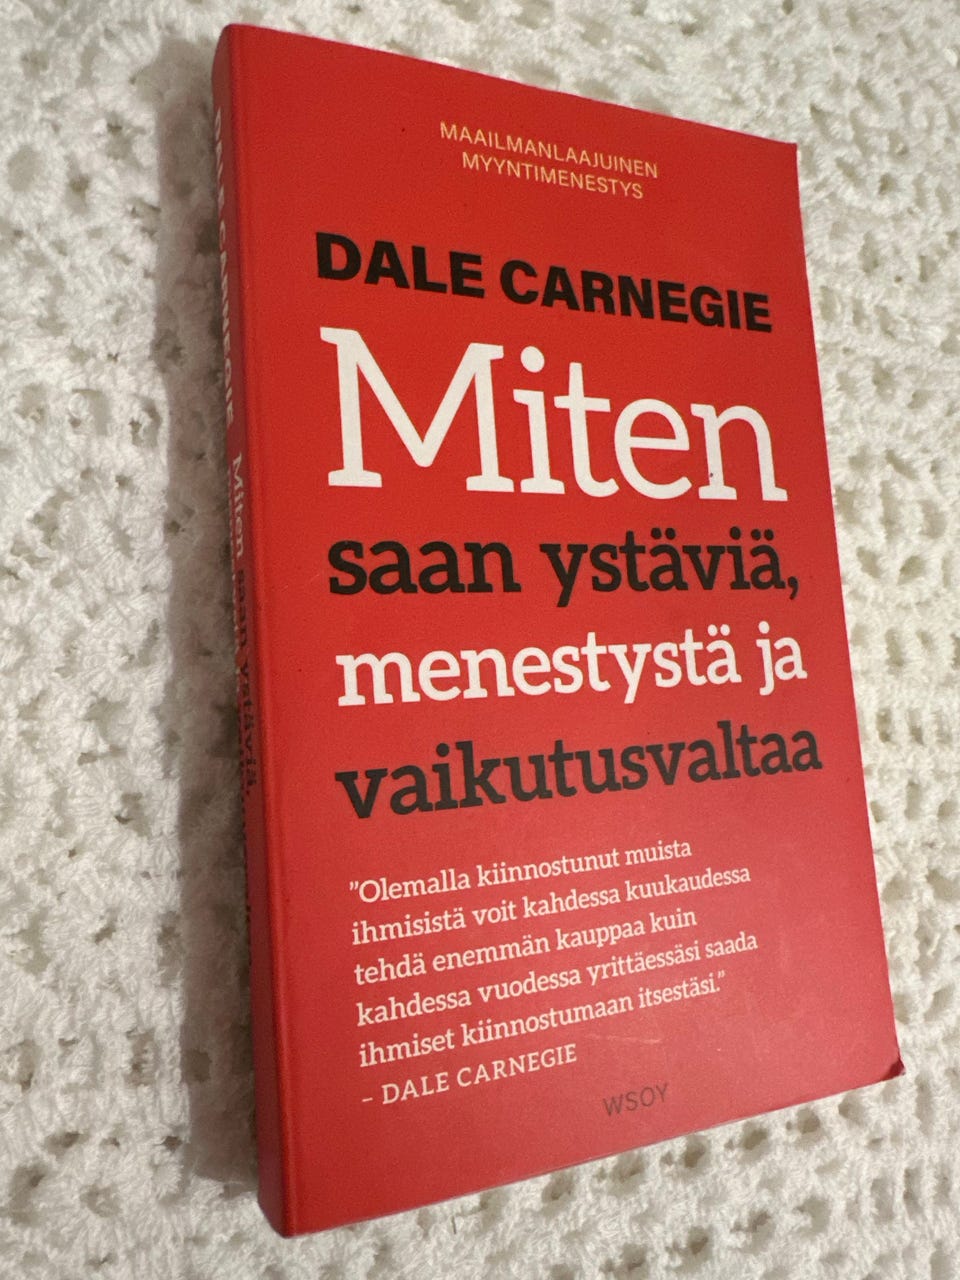 MAAILMANLAAJUINEN
MYYNTIMENESTYS
DALE CARNEGIE
Miten
saan ystäviä,
menestystä ja
vaikutusvaltaa
”Olemalla kiinnostunut muista
ihmisistä voit kahdessa kuukaudessa
tehdä enemmän kauppaa kuin
kahdessa vuodessa yrittäessäsi saada
ihmiset kiinnostumaan itsestäsi.”
– DALE CARNEGIE
WSOY
DALE CARNEGIE Miten saan ystäviä,